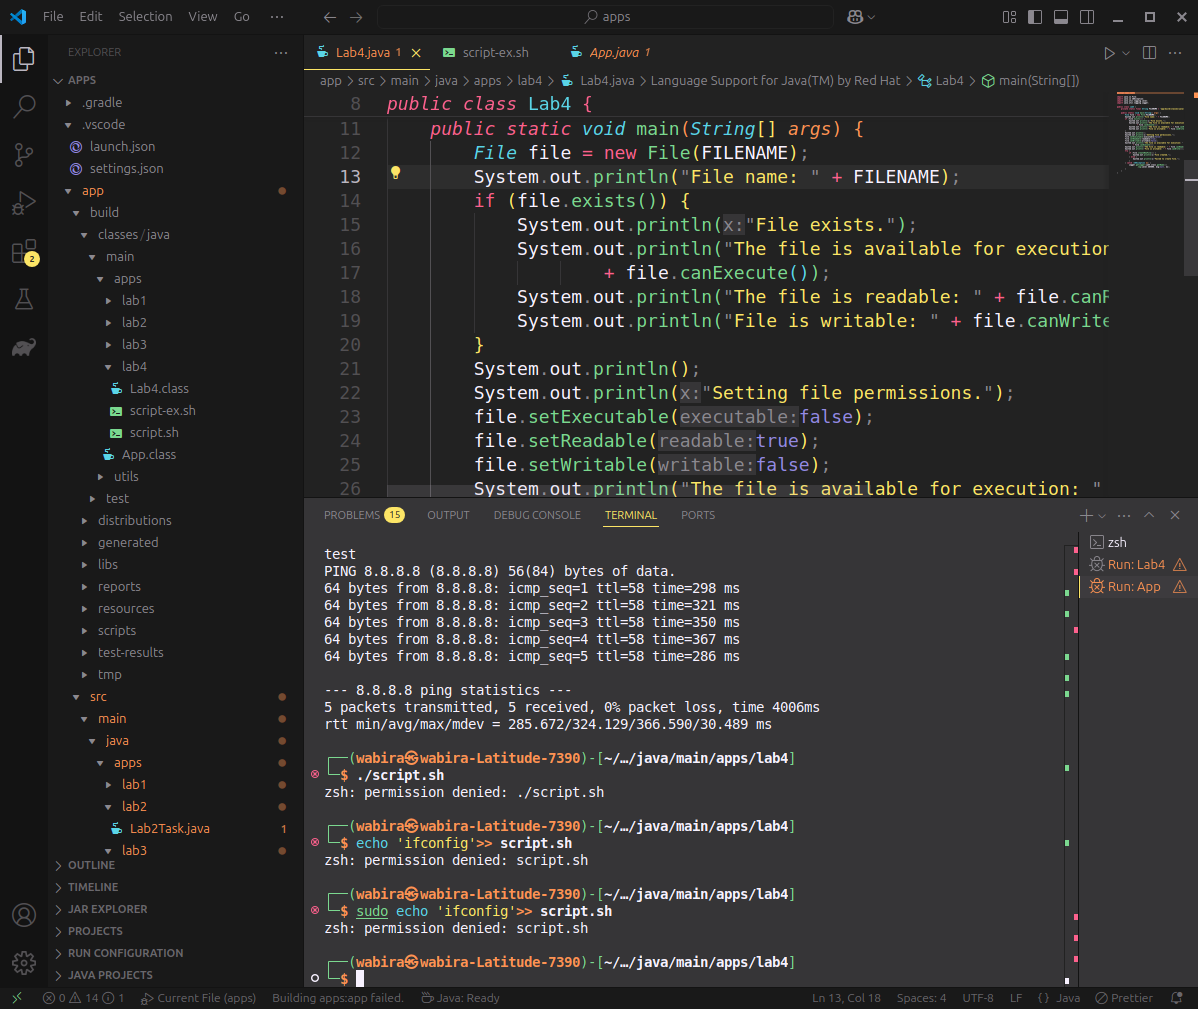 File Edit Selection View Go ··· apps
EXPLORER ···
APPS
.gradle
.vscode
launch.json
settings.json
app
build
classes / java
main
apps
lab1
lab2
lab3
lab4
Lab4.class
script-ex.sh
script.sh
App.class
utils
test
distributions
generated
libs
reports
resources
scripts
test-results
tmp
src
main
java
apps
lab1
lab2
Lab2Task.java 1
lab3
OUTLINE
TIMELINE
JAR EXPLORER
PROJECTS
RUN CONFIGURATION
JAVA PROJECTS
2
Lab4.java 1 script-ex.sh App.java 1
app > src > main > java > apps > lab4 > Lab4.java > Language Support for Java(TM) by Red Hat > Lab4 > main(String[])
8 public class Lab4 {
11 public static void main(String[] args) {
12 File file = new File(FILENAME);
13 System.out.println("File name: " + FILENAME);
14 if (file.exists()) {
15 System.out.println(x:"File exists.");
16 System.out.println("The file is available for execution
17 + file.canExecute());
18 System.out.println("The file is readable: " + file.canR
19 System.out.println("File is writable: " + file.canWrite
20 }
21 System.out.println();
22 System.out.println(x:"Setting file permissions.");
23 file.setExecutable(executable:false);
24 file.setReadable(readable:true);
25 file.setWritable(writable:false);
26 System.out.println("The file is available for execution: "
PROBLEMS 15 OUTPUT DEBUG CONSOLE TERMINAL PORTS
zsh
Run: Lab4
Run: App
test
PING 8.8.8.8 (8.8.8.8) 56(84) bytes of data.
64 bytes from 8.8.8.8: icmp_seq=1 ttl=58 time=298 ms
64 bytes from 8.8.8.8: icmp_seq=2 ttl=58 time=321 ms
64 bytes from 8.8.8.8: icmp_seq=3 ttl=58 time=350 ms
64 bytes from 8.8.8.8: icmp_seq=4 ttl=58 time=367 ms
64 bytes from 8.8.8.8: icmp_seq=5 ttl=58 time=286 ms
--- 8.8.8.8 ping statistics ---
5 packets transmitted, 5 received, 0% packet loss, time 4006ms
rtt min/avg/max/mdev = 285.672/324.129/366.590/30.489 ms
┌──(wabira㉿wabira-Latitude-7390)-[~/…/java/main/apps/lab4]
└─$ ./script.sh
zsh: permission denied: ./script.sh
┌──(wabira㉿wabira-Latitude-7390)-[~/…/java/main/apps/lab4]
└─$ echo 'ifconfig'>> script.sh
zsh: permission denied: script.sh
┌──(wabira㉿wabira-Latitude-7390)-[~/…/java/main/apps/lab4]
└─$ sudo echo 'ifconfig'>> script.sh
zsh: permission denied: script.sh
┌──(wabira㉿wabira-Latitude-7390)-[~/…/java/main/apps/lab4]
└─$
0 14 1 Current File (apps) Building apps:app failed. Java: Ready Ln 13, Col 18 Spaces: 4 UTF-8 LF { } Java Prettier